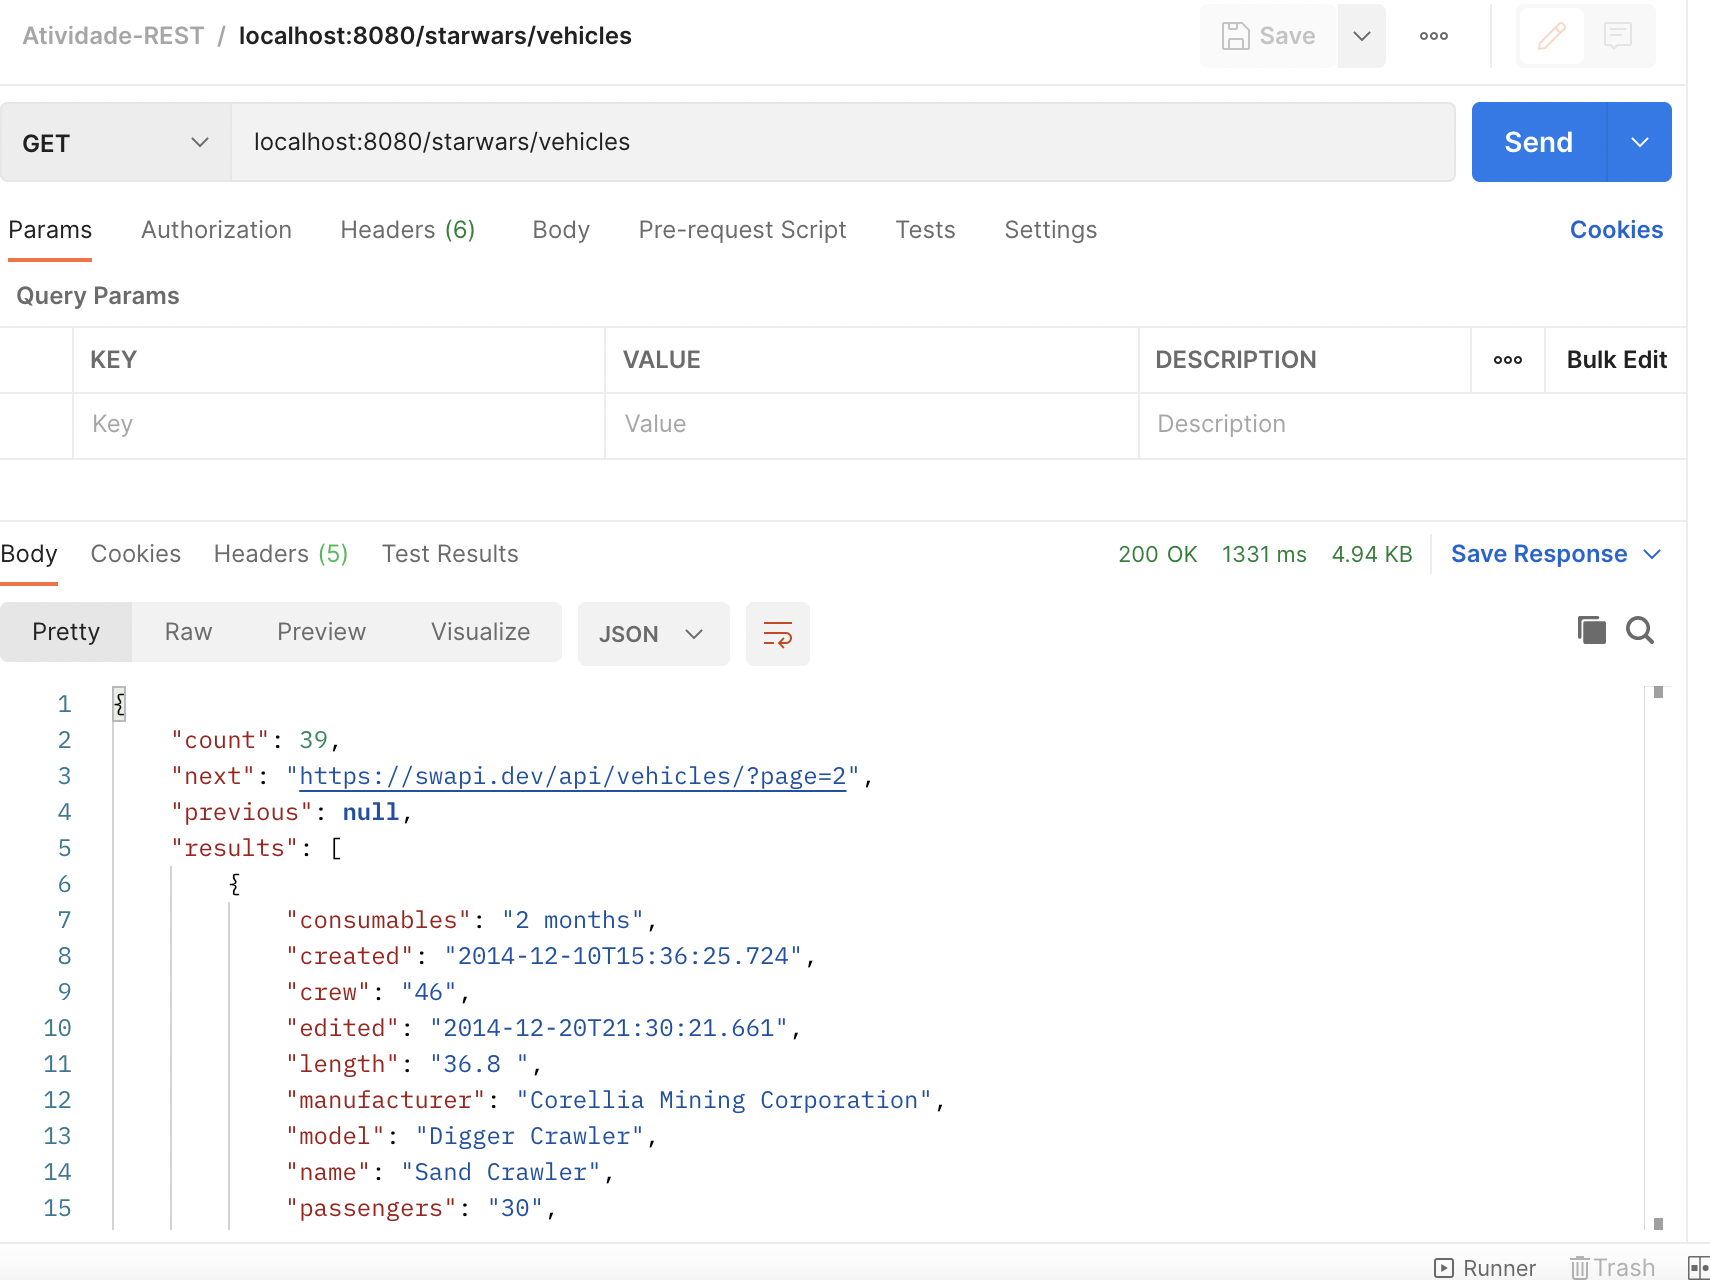 Atividade-REST / localhost:8080/starwars/vehicles Save
GET localhost:8080/starwars/vehicles Send
Params Authorization Headers (6) Body Pre-request Script Tests Settings Cookies
Query Params
KEY VALUE DESCRIPTION Bulk Edit
Key Value Description
Body Cookies Headers (5) Test Results 200 OK 1331 ms 4.94 KB Save Response
Pretty Raw Preview Visualize JSON
1 {
2 "count": 39,
3 "next": "https://swapi.dev/api/vehicles/?page=2",
4 "previous": null,
5 "results": [
6 {
7 "consumables": "2 months",
8 "created": "2014-12-10T15:36:25.724",
9 "crew": "46",
10 "edited": "2014-12-20T21:30:21.661",
11 "length": "36.8 ",
12 "manufacturer": "Corellia Mining Corporation",
13 "model": "Digger Crawler",
14 "name": "Sand Crawler",
15 "passengers": "30",
Runner Trash